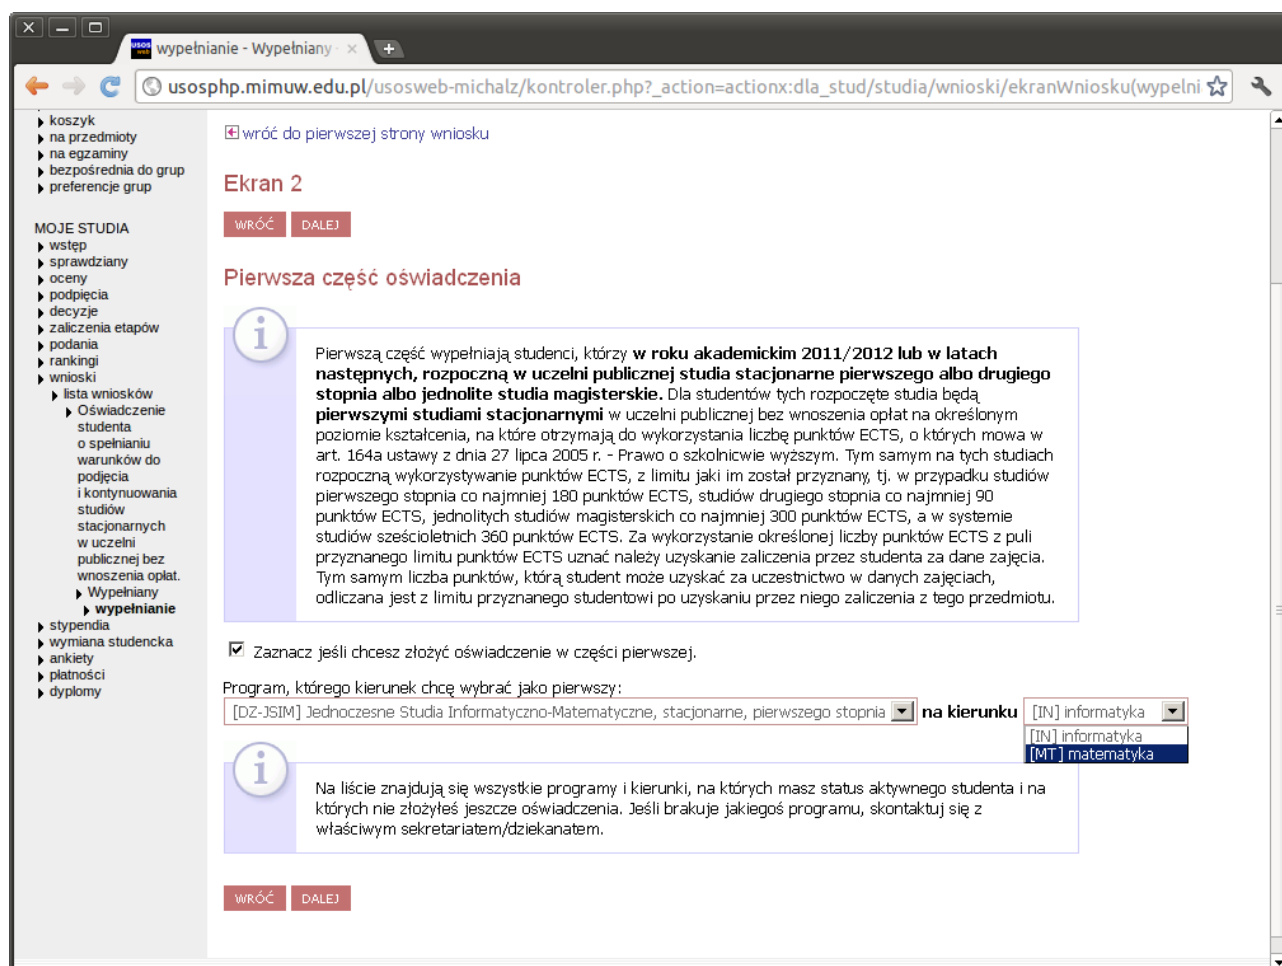 wypełnianie - Wypełniany
usosphp.mimuw.edu.pl/usosweb-michalz/kontroler.php?_action=actionx:dla_stud/studia/wnioski/ekranWniosku(wypelni
koszyk
na przedmioty
na egzaminy
bezpośrednia do grup
preferencje grup
MOJE STUDIA
wstęp
sprawdziany
oceny
podpięcia
decyzje
zaliczenia etapów
podania
rankingi
wnioski
lista wniosków
Oświadczenie
studenta
o spełnianiu
warunków do
podjęcia
i kontynuowania
studiów
stacjonarnych
w uczelni
publicznej bez
wnoszenia opłat.
Wypełniany
wypełnianie
stypendia
wymiana studencka
ankiety
płatności
dyplomy
wróć do pierwszej strony wniosku
Ekran 2
WRÓĆ DALEJ
Pierwsza część oświadczenia
Pierwszą część wypełniają studenci, którzy w roku akademickim 2011/2012 lub w latach
następnych, rozpoczną w uczelni publicznej studia stacjonarne pierwszego albo drugiego
stopnia albo jednolite studia magisterskie. Dla studentów tych rozpoczęte studia będą
pierwszymi studiami stacjonarnymi w uczelni publicznej bez wnoszenia opłat na określonym
poziomie kształcenia, na które otrzymają do wykorzystania liczbę punktów ECTS, o których mowa w
art. 164a ustawy z dnia 27 lipca 2005 r. - Prawo o szkolnicwie wyższym. Tym samym na tych studiach
rozpoczną wykorzystywanie punktów ECTS, z limitu jaki im został przyznany, tj. w przypadku studiów
pierwszego stopnia co najmniej 180 punktów ECTS, studiów drugiego stopnia co najmniej 90
punktów ECTS, jednolitych studiów magisterskich co najmniej 300 punktów ECTS, a w systemie
studiów sześcioletnich 360 punktów ECTS. Za wykorzystanie określonej liczby punktów ECTS z puli
przyznanego limitu punktów ECTS uznać należy uzyskanie zaliczenia przez studenta za dane zajęcia.
Tym samym liczba punktów, którą student może uzyskać za uczestnictwo w danych zajęciach,
odliczana jest z limitu przyznanego studentowi po uzyskaniu przez niego zaliczenia z tego przedmiotu.
Zaznacz jeśli chcesz złożyć oświadczenie w części pierwszej.
Program, którego kierunek chcę wybrać jako pierwszy:
[DZ-JSIM] Jednoczesne Studia Informatyczno-Matematyczne, stacjonarne, pierwszego stopnia na kierunku [IN] informatyka
[IN] informatyka
[MT] matematyka
Na liście znajdują się wszystkie programy i kierunki, na których masz status aktywnego studenta i na
których nie złożyłeś jeszcze oświadczenia. Jeśli brakuje jakiegoś programu, skontaktuj się z
właściwym sekretariatem/dziekanatem.
WRÓĆ DALEJ